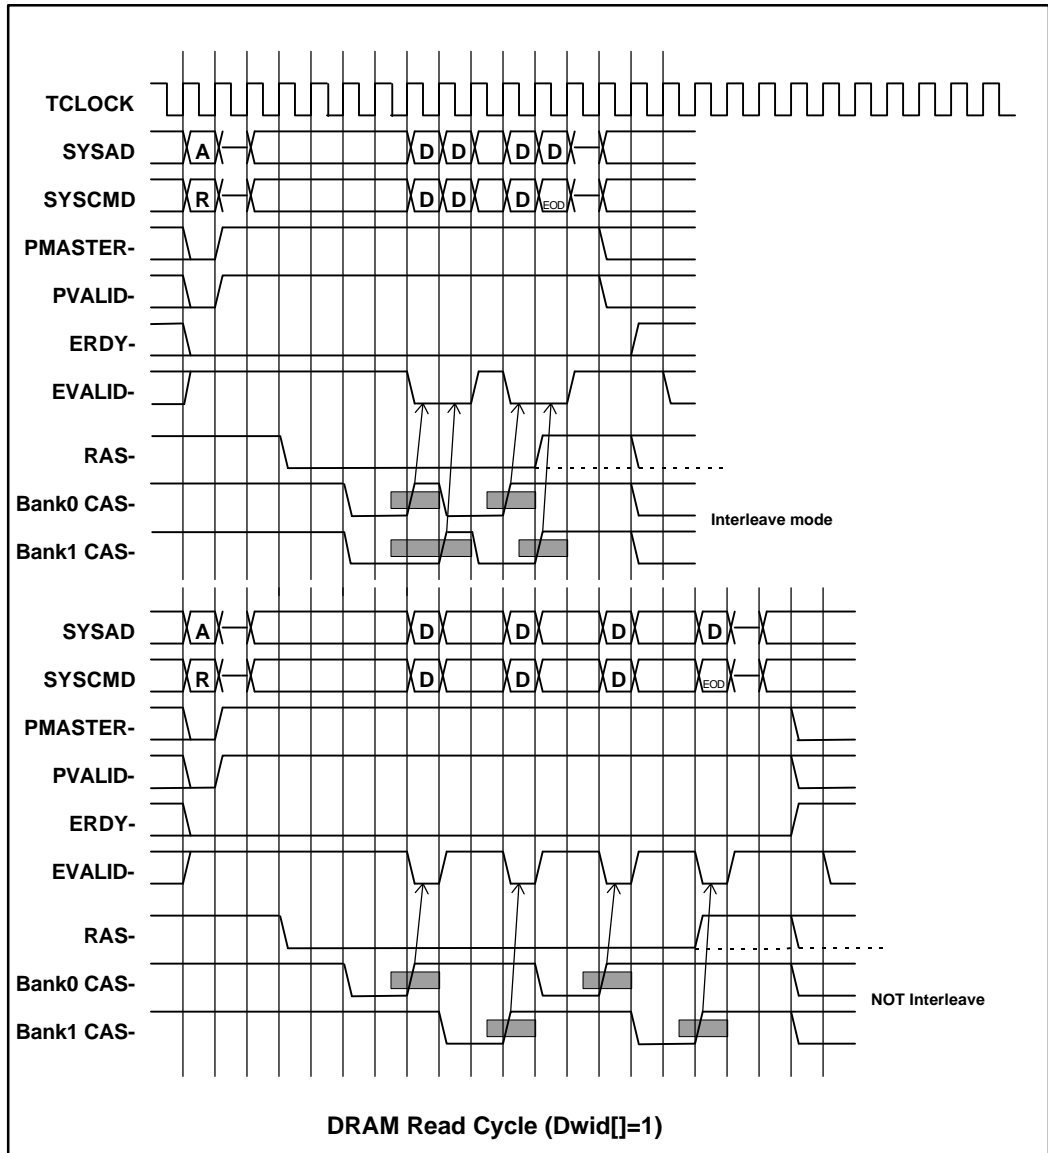 TCLOCK
SYSAD A D D D D
SYSCMD R D D D EOD
PMASTER-
PVALID-
ERDY-
EVALID-
RAS-
Bank0 CAS-
Interleave mode
Bank1 CAS-
SYSAD A D D D D
SYSCMD R D D D EOD
PMASTER-
PVALID-
ERDY-
EVALID-
RAS-
Bank0 CAS-
NOT Interleave
Bank1 CAS-
DRAM Read Cycle (Dwid[]=1)